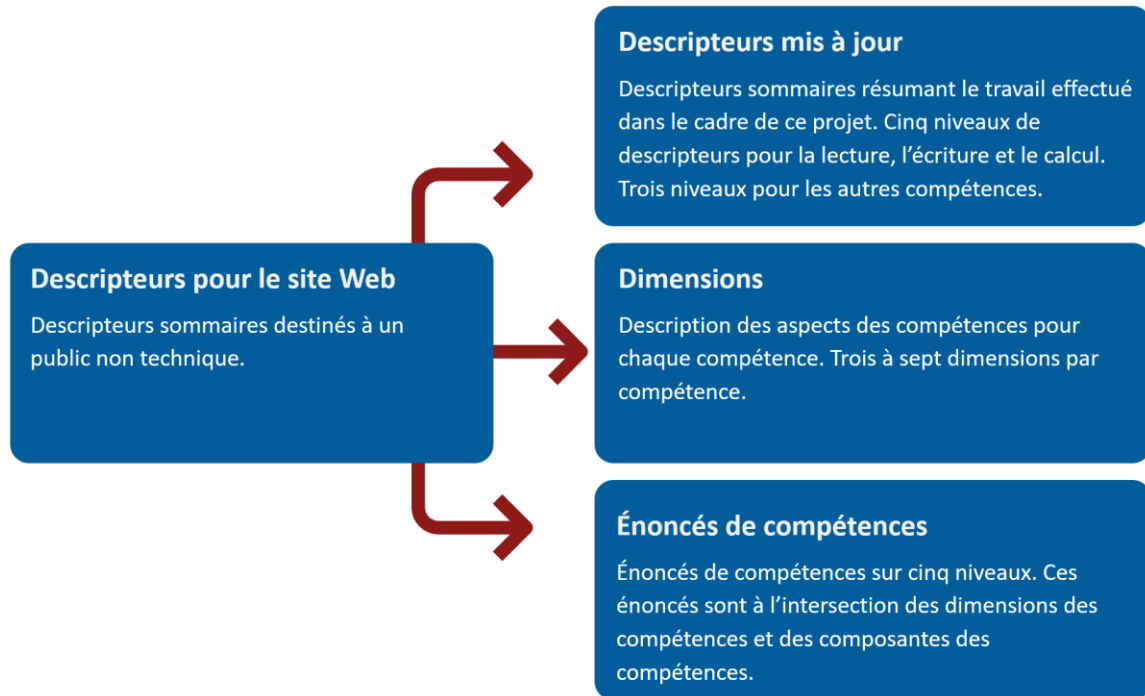 Descripteurs pour le site Web
Descripteurs sommaires destinés à un
public non technique.
Descripteurs mis à jour
Descripteurs sommaires résumant le travail effectué
dans le cadre de ce projet. Cinq niveaux de
descripteurs pour la lecture, l’écriture et le calcul.
Trois niveaux pour les autres compétences.
Dimensions
Description des aspects des compétences pour
chaque compétence. Trois à sept dimensions par
compétence.
Énoncés de compétences
Énoncés de compétences sur cinq niveaux. Ces
énoncés sont à l’intersection des dimensions des
compétences et des composantes des
compétences.